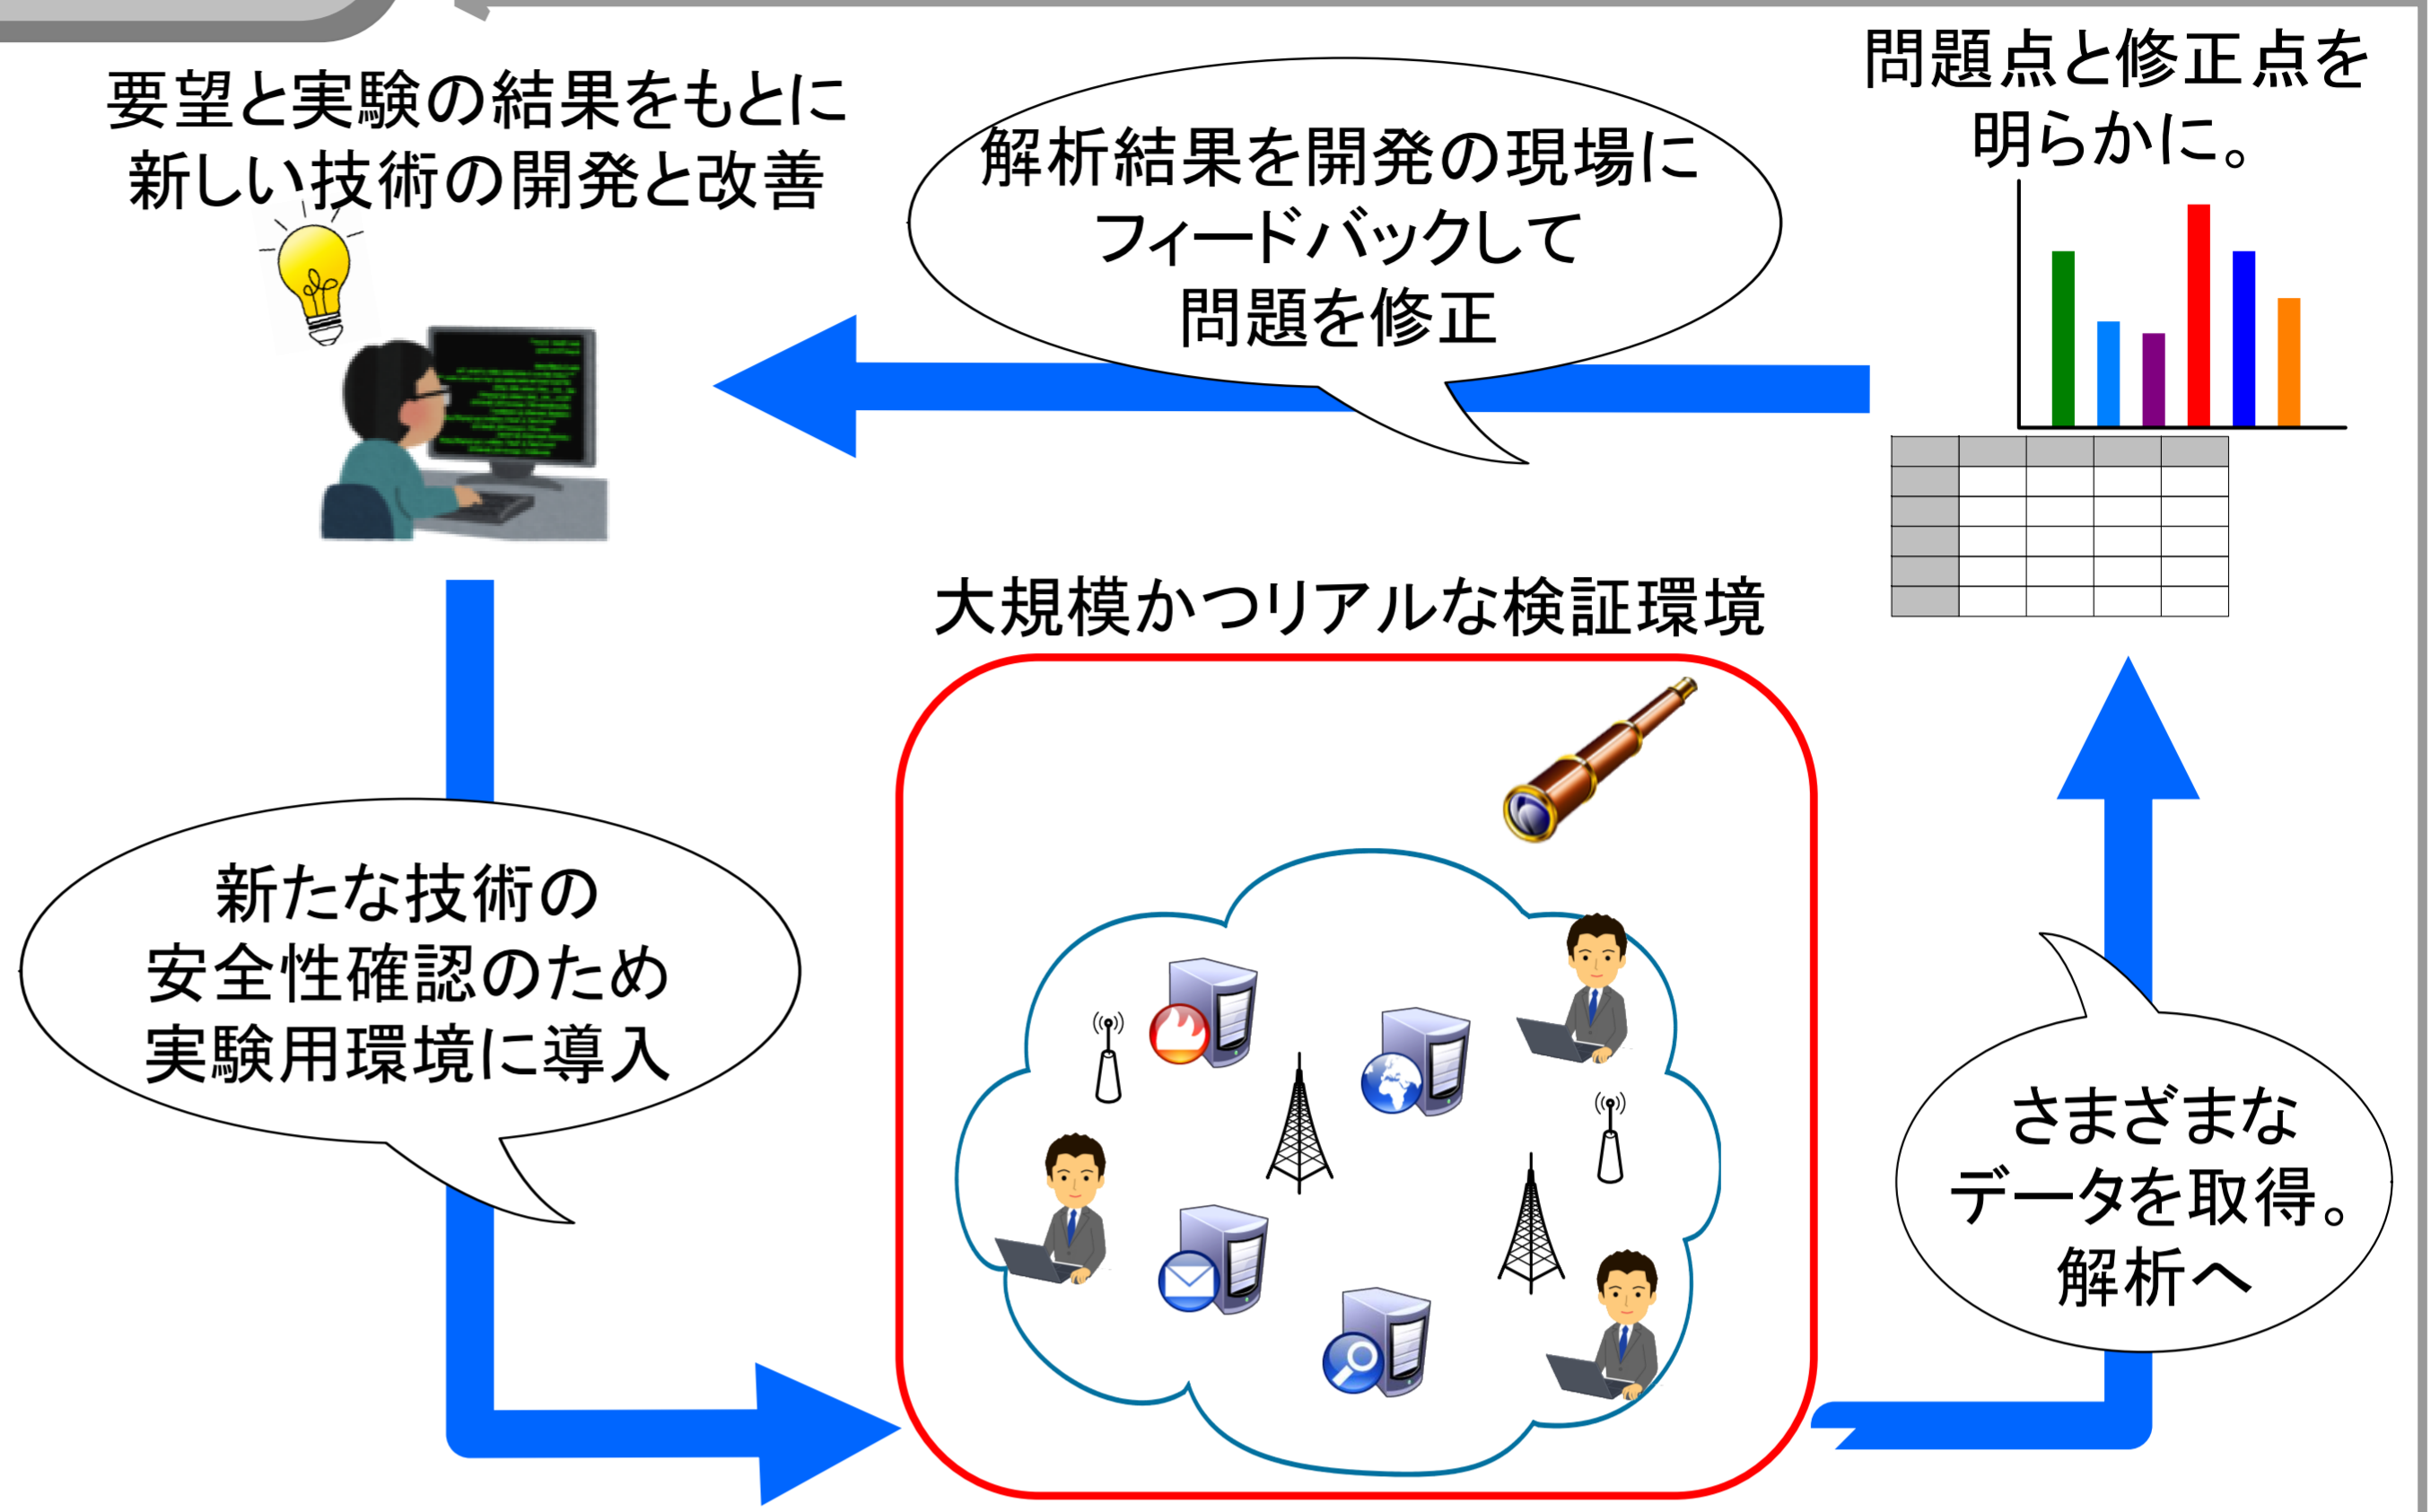 要望と実験の結果をもとに
新しい技術の開発と改善
解析結果を開発の現場に
フィードバックして
問題を修正
問題点と修正点を
明らかに。
大規模かつリアルな検証環境
新たな技術の
安全性確認のため
実験用環境に導入
さまざまな
データを取得。
解析へ